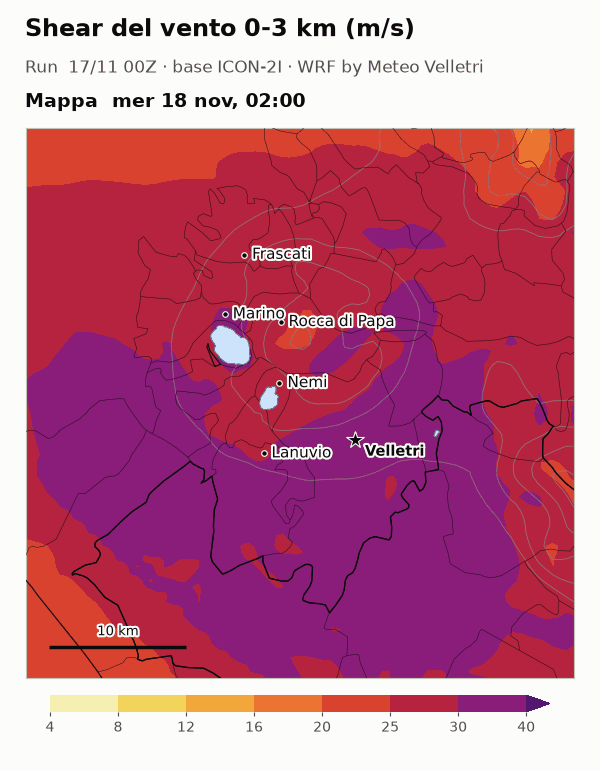 Shear del vento 0-3 km (m/s)
Run  17/11 00Z · base ICON-2I · WRF by Meteo Velletri
Mappa  mer 18 nov, 02:00
Frascati
Marino
Rocca di Papa
Nemi
Velletri
Lanuvio
10 km
4 8 12 16 20 25 30 40